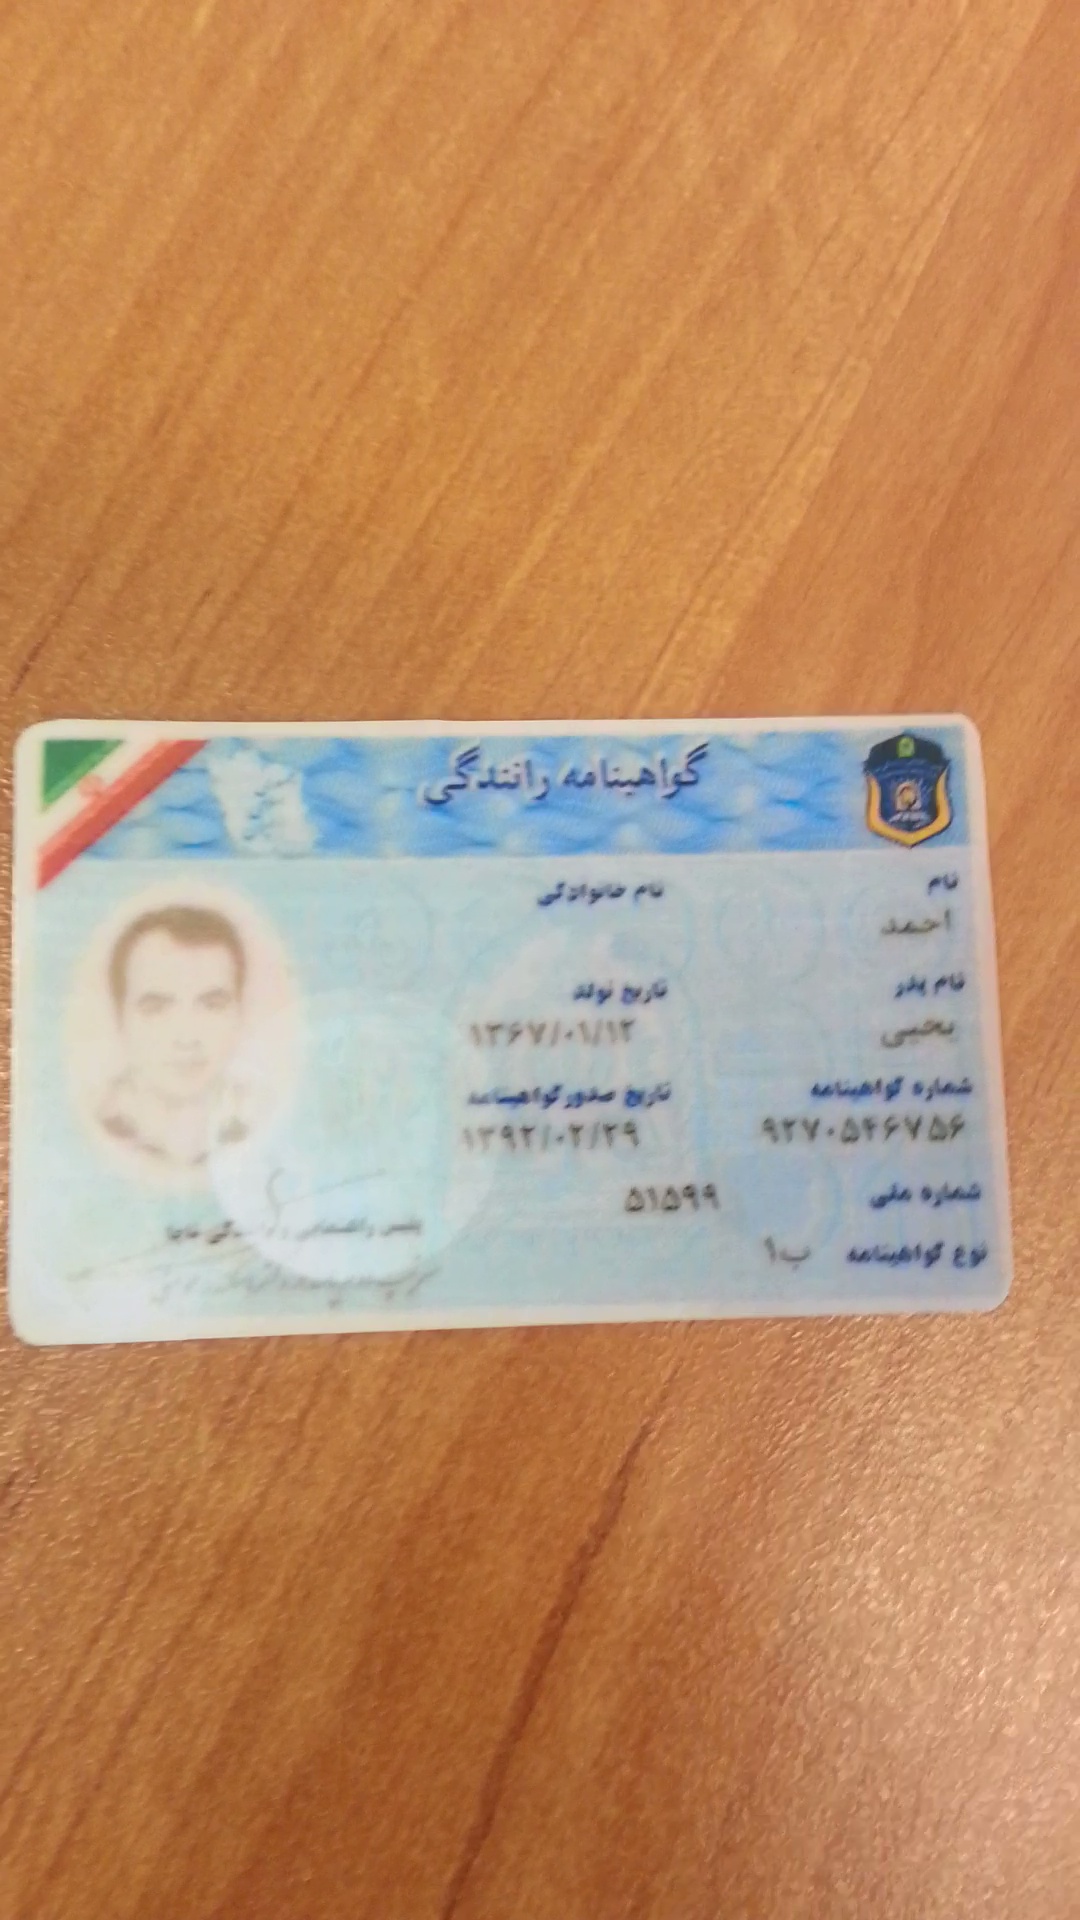 گواهینامه رانندگی
نام
احمد
نام خانوادگی
نام پدر
یحیی
تاریخ تولد
۱۳۶۷/۰۱/۱۲
شماره گواهینامه
۹۲۷۰۵۴۶۷۵۶
تاریخ صدور گواهینامه
۱۳۹۲/۰۲/۲۹
شماره ملی
۵۱۵۹۹
نوع گواهینامه ب۱
پلیس راهنمایی و رانندگی ناجا